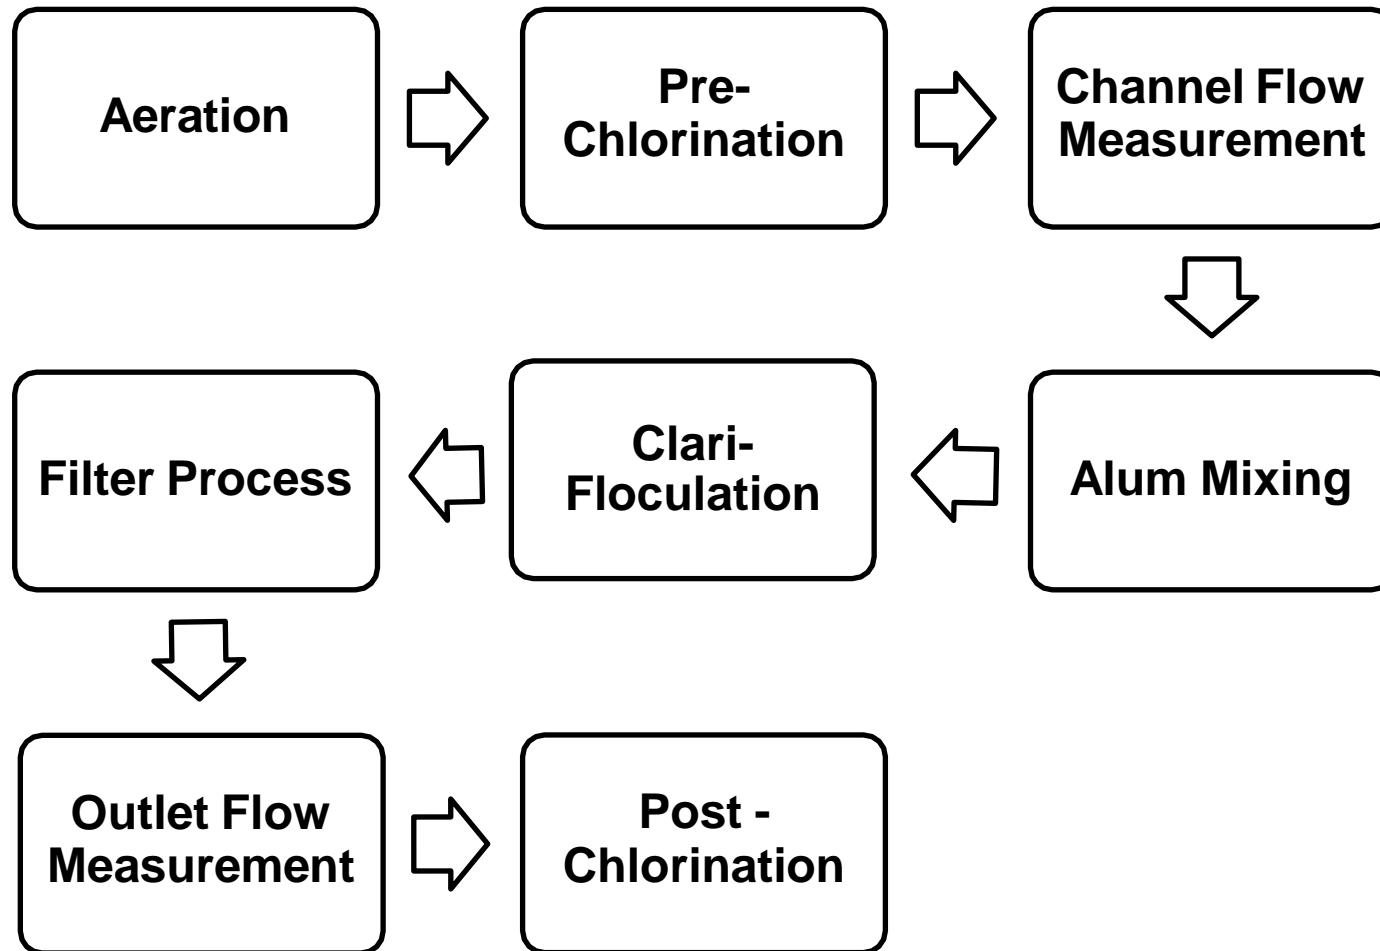 Aeration
Pre-
Chlorination
Channel Flow
Measurement
Alum Mixing
Clari-
Floculation
Filter Process
Outlet Flow
Measurement
Post -
Chlorination